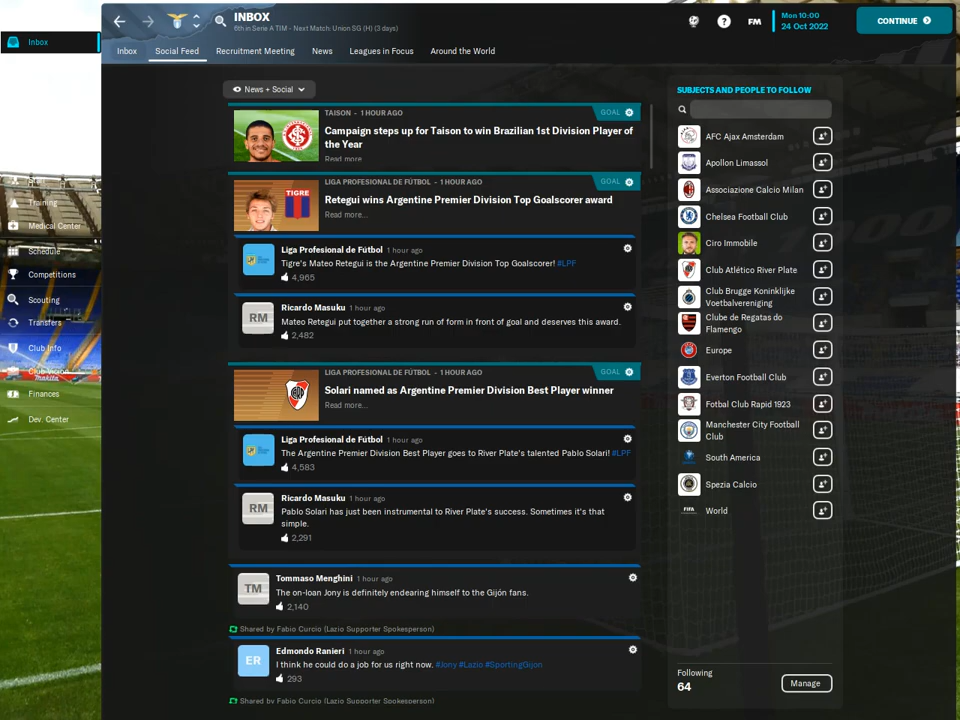 INBOX
6th in Serie A TIM - Next Match: Union SG (H) (3 days)
FM
Mon 10:00
24 Oct 2022
CONTINUE
Inbox
Inbox
Social Feed
Recruitment Meeting
News
Leagues in Focus
Around the World
Training
Medical Center
Schedule
Competitions
Scouting
Transfers
Club Info
Club Vision
Finances
Dev. Center
News + Social
TAISON - 1 HOUR AGO
GOAL
Campaign steps up for Taison to win Brazilian 1st Division Player of
the Year
Read more...
LIGA PROFESIONAL DE FÚTBOL - 1 HOUR AGO
GOAL
TIGRE
Retegui wins Argentine Premier Division Top Goalscorer award
Read more...
Liga Profesional de Fútbol 1 hour ago
Tigre's Mateo Retegui is the Argentine Premier Division Top Goalscorer! #LPF
4,965
RM
Ricardo Masuku 1 hour ago
Mateo Retegui put together a strong run of form in front of goal and deserves this award.
2,482
LIGA PROFESIONAL DE FÚTBOL - 1 HOUR AGO
GOAL
Solari named as Argentine Premier Division Best Player winner
Read more...
Liga Profesional de Fútbol 1 hour ago
The Argentine Premier Division Best Player goes to River Plate's talented Pablo Solari! #LPF
4,583
RM
Ricardo Masuku 1 hour ago
Pablo Solari has just been instrumental to River Plate's success. Sometimes it's that
simple.
2,291
TM
Tommaso Menghini 1 hour ago
The on-loan Jony is definitely endearing himself to the Gijón fans.
2,140
Shared by Fabio Curcio (Lazio Supporter Spokesperson)
ER
Edmondo Ranieri 1 hour ago
I think he could do a job for us right now. #Jony #Lazio #SportingGijon
293
Shared by Fabio Curcio (Lazio Supporter Spokesperson)
SUBJECTS AND PEOPLE TO FOLLOW
AFC Ajax Amsterdam
Apollon Limassol
Associazione Calcio Milan
Chelsea Football Club
Ciro Immobile
Club Atlético River Plate
Club Brugge Koninklijke
Voetbalvereniging
Clube de Regatas do
Flamengo
Europe
Everton Football Club
Fotbal Club Rapid 1923
Manchester City Football
Club
South America
Spezia Calcio
FIFA
World
Following
64
Manage